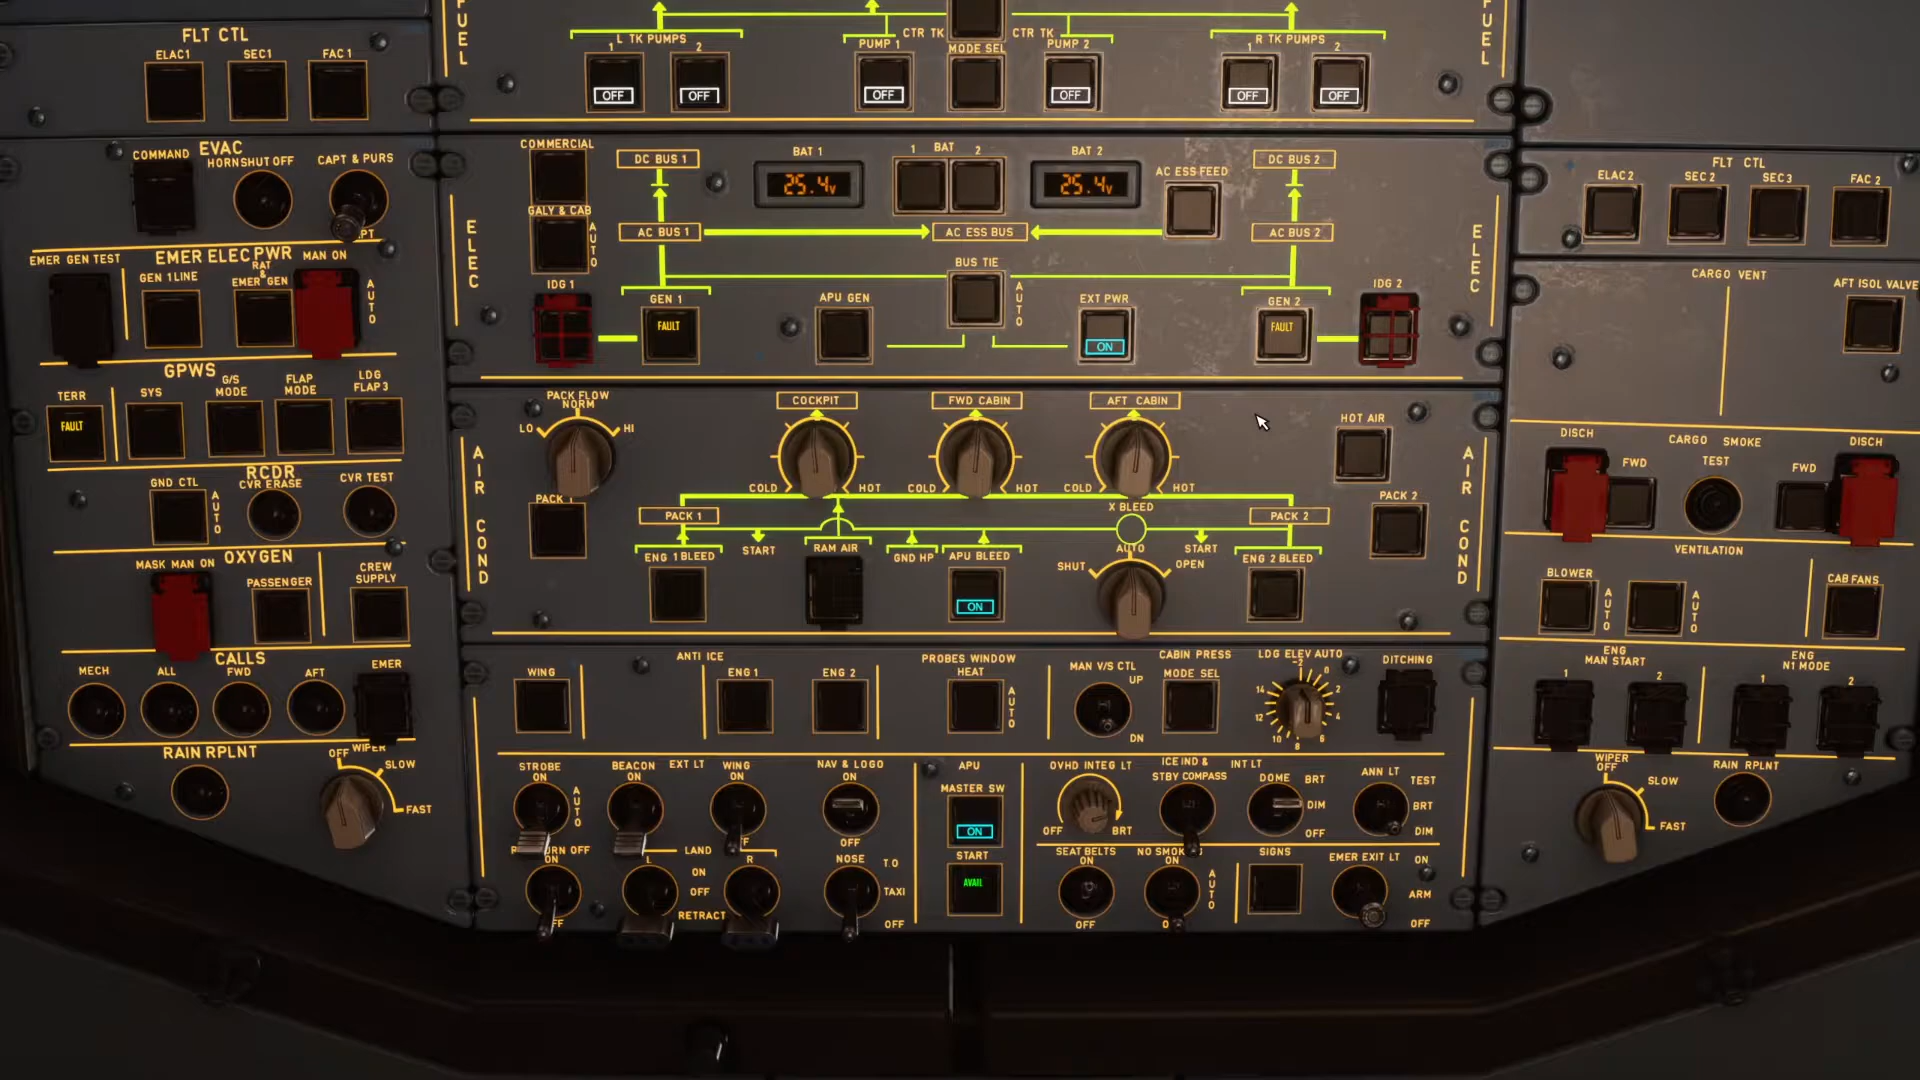 FUEL
FUEL
FLT CTL
ELAC1
SEC1
FAC 1
L TK PUMPS
1
2
OFF
OFF
CTR TK
PUMP 1
OFF
MODE SEL
CTR TK
PUMP 2
OFF
R TK PUMPS
1
2
OFF
OFF
EVAC
COMMAND
HORN SHUT OFF
CAPT & PURS
EMER ELEC PWR
EMER GEN TEST
GEN 1 LINE
RAT
&
EMER GEN
MAN ON
AUTO
GPWS
TERR
FAULT
SYS
G/S
MODE
FLAP
MODE
LDG
FLAP 3
RCDR
GND CTL
AUTO
CVR ERASE
CVR TEST
OXYGEN
MASK MAN ON
PASSENGER
CREW
SUPPLY
CALLS
MECH
ALL
FWD
AFT
EMER
RAIN RPLNT
WIPER
OFF
SLOW
FAST
ELEC
ELEC
COMMERCIAL
GALY & CAB
AUTO
DC BUS 1
BAT 1
25.4V
1
BAT
2
BAT 2
25.4V
AC ESS FEED
DC BUS 2
AC BUS 1
AC ESS BUS
AC BUS 2
IDG 1
GEN 1
FAULT
APU GEN
BUS TIE
AUTO
EXT PWR
ON
GEN 2
FAULT
IDG 2
AIR COND
AIR COND
PACK FLOW
NORM
LO
HI
COCKPIT
COLD
HOT
FWD CABIN
COLD
HOT
AFT CABIN
COLD
HOT
HOT AIR
PACK 1
PACK 1
X BLEED
PACK 2
PACK 2
ENG 1 BLEED
START
RAM AIR
GND HP
APU BLEED
ON
AUTO
SHUT
OPEN
START
ENG 2 BLEED
ANTI ICE
WING
ENG 1
ENG 2
PROBES WINDOW
HEAT
AUTO
CABIN PRESS
MAN V/S CTL
UP
DN
MODE SEL
LDG ELEV AUTO
-2
0
2
4
6
8
10
12
14
DITCHING
STROBE
ON
AUTO
BEACON
ON
EXT LT
WING
ON
NAV & LOGO
ON
OFF
OFF
ON
LAND
L
R
ON
OFF
RETRACT
NOSE
TO
TAXI
OFF
APU
MASTER SW
ON
START
AVAIL
OVHD INTEG LT
OFF
BRT
ICE IND &
STBY COMPASS
INT LT
DOME
BRT
DIM
OFF
ANN LT
TEST
BRT
DIM
SEAT BELTS
ON
OFF
ON
AUTO
SIGNS
EMER EXIT LT
ON
ARM
OFF
FLT CTL
ELAC 2
SEC 2
SEC 3
FAC 2
CARGO VENT
AFT ISOL VALVE
CARGO SMOKE
DISCH
FWD
TEST
FWD
DISCH
VENTILATION
BLOWER
AUTO
AUTO
CAB FANS
ENG
MAN START
1
2
ENG
N1 MODE
1
2
WIPER
OFF
SLOW
FAST
RAIN RPLNT